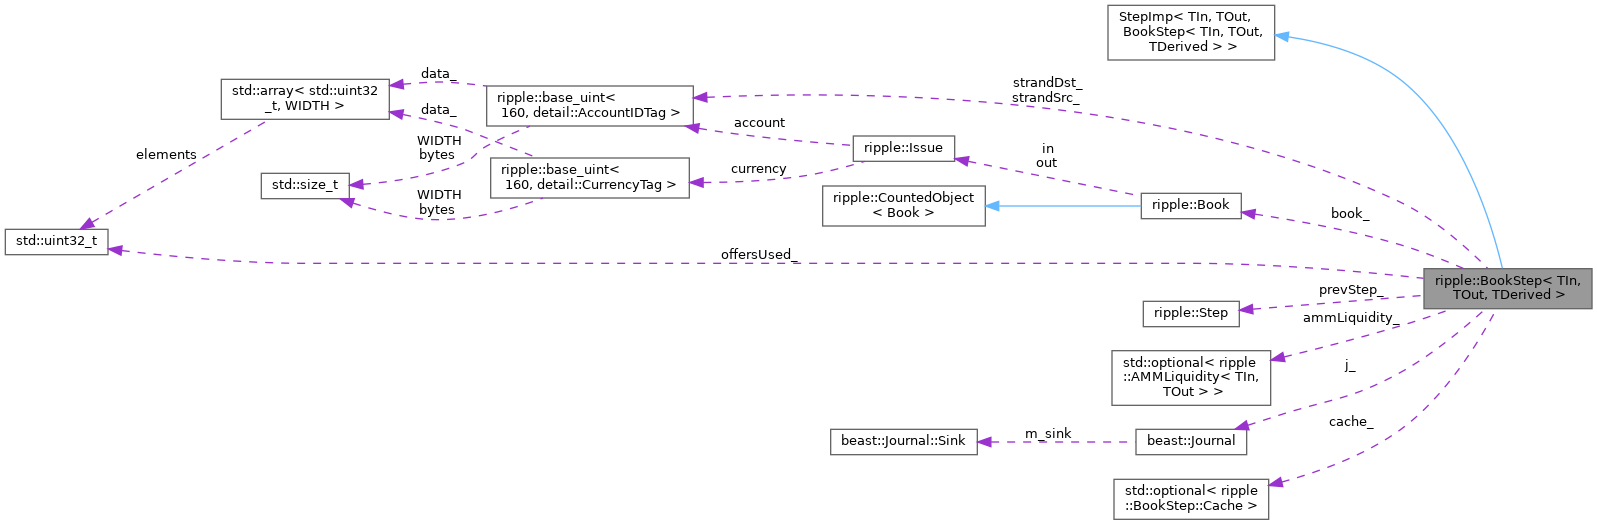 StepImp< TIn, TOut,
BookStep< TIn, TOut,
TDerived > >
data_
strandDst_
strandSrc_
std::array< std::uint32
_t, WIDTH >
ripple::base_uint<
160, detail::AccountIDTag >
data_
account
WIDTH
bytes
elements
ripple::Issue
in
out
ripple::base_uint<
160, detail::CurrencyTag >
currency
std::size_t
WIDTH
bytes
ripple::CountedObject
< Book >
ripple::Book
book_
std::uint32_t
offersUsed_
ripple::BookStep< TIn,
TOut, TDerived >
prevStep_
ripple::Step
ammLiquidity_
std::optional< ripple
::AMMLiquidity< TIn,
TOut > >
j_
cache_
beast::Journal::Sink
m_sink
beast::Journal
std::optional< ripple
::BookStep::Cache >